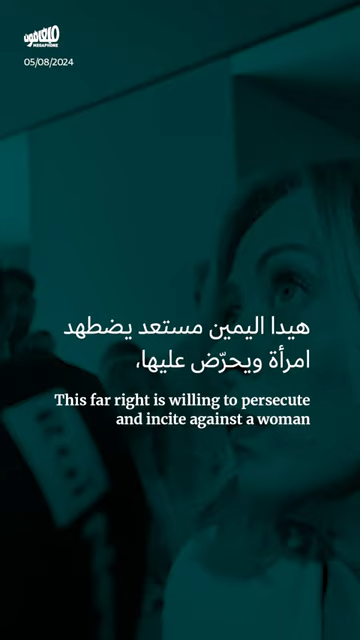 ميغافون
MEGAPHONE
05/08/2024
هيدا اليمين مستعد يضطهد
امرأة ويحرّض عليها،
This far right is willing to persecute
and incite against a woman